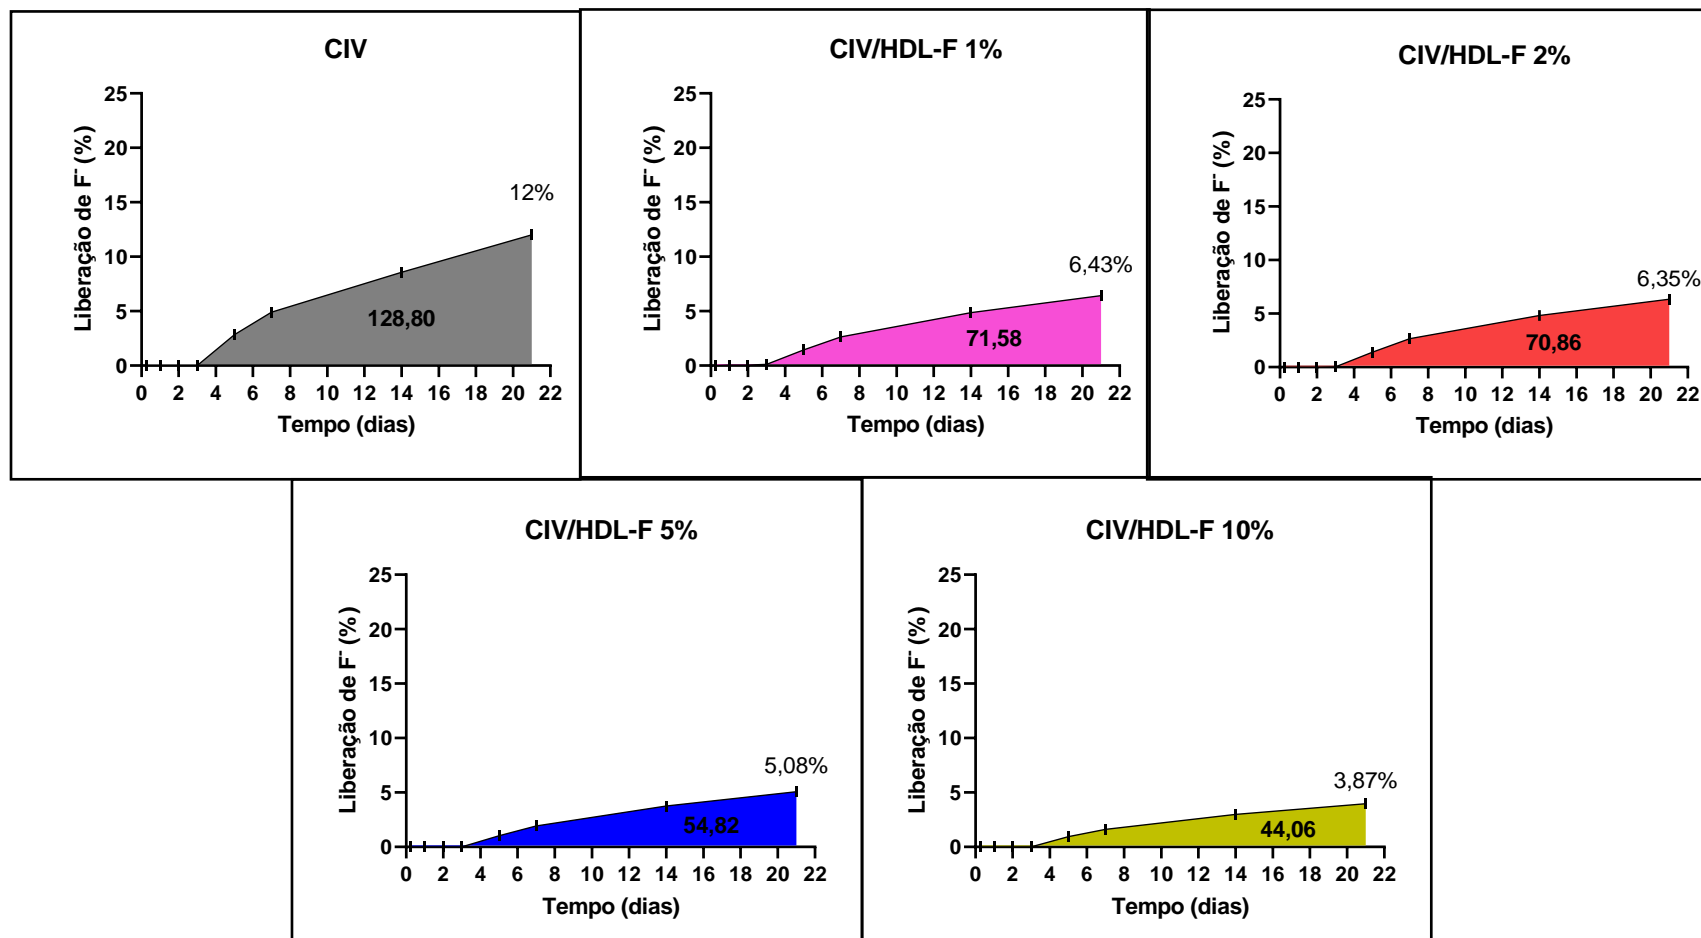 CIV
Liberação de F⁻ (%)
25
20
15
10
5
0
12%
128,80
0 2 4 6 8 10 12 14 16 18 20 22
Tempo (dias)
CIV/HDL-F 1%
Liberação de F⁻ (%)
25
20
15
10
5
0
6,43%
71,58
0 2 4 6 8 10 12 14 16 18 20 22
Tempo (dias)
CIV/HDL-F 2%
Liberação de F⁻ (%)
25
20
15
10
5
0
6,35%
70,86
0 2 4 6 8 10 12 14 16 18 20 22
Tempo (dias)
CIV/HDL-F 5%
Liberação de F⁻ (%)
25
20
15
10
5
0
5,08%
54,82
0 2 4 6 8 10 12 14 16 18 20 22
Tempo (dias)
CIV/HDL-F 10%
Liberação de F⁻ (%)
25
20
15
10
5
0
3,87%
44,06
0 2 4 6 8 10 12 14 16 18 20 22
Tempo (dias)